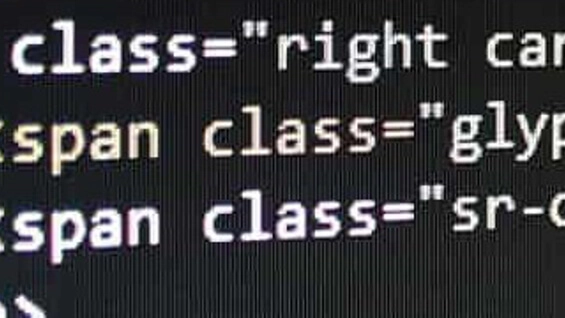 class="right car
<span class="glyp
<span class="sr-o
>